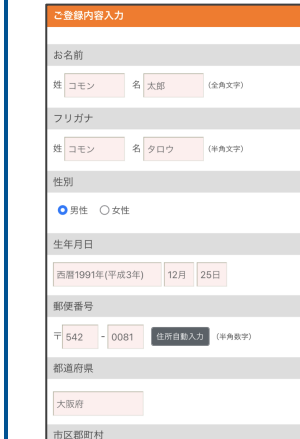 ご登録内容入力
お名前
姓 コモン 名 太郎 (全角文字)
フリガナ
姓 コモン 名 タロウ (半角文字)
性別
男性 女性
生年月日
西暦1991年(平成3年) 12月 25日
郵便番号
〒 542 - 0081 住所自動入力 (半角数字)
都道府県
大阪府
市区郡町村